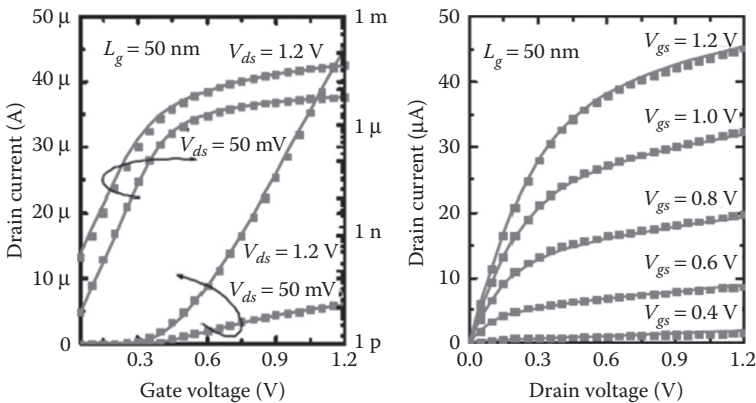 50 µ
40 µ
30 µ
20 µ
10 µ
0
Drain current (A)
L_g = 50 nm
V_ds = 1.2 V
V_ds = 50 mV
V_ds = 1.2 V
V_ds = 50 mV
1 m
1 µ
1 n
1 p
0.3
0.6
0.9
1.2
Gate voltage (V)
50
40
30
20
10
0
Drain current (µA)
L_g = 50 nm
V_gs = 1.2 V
V_gs = 1.0 V
V_gs = 0.8 V
V_gs = 0.6 V
V_gs = 0.4 V
0.0
0.3
0.6
0.9
1.2
Drain voltage (V)